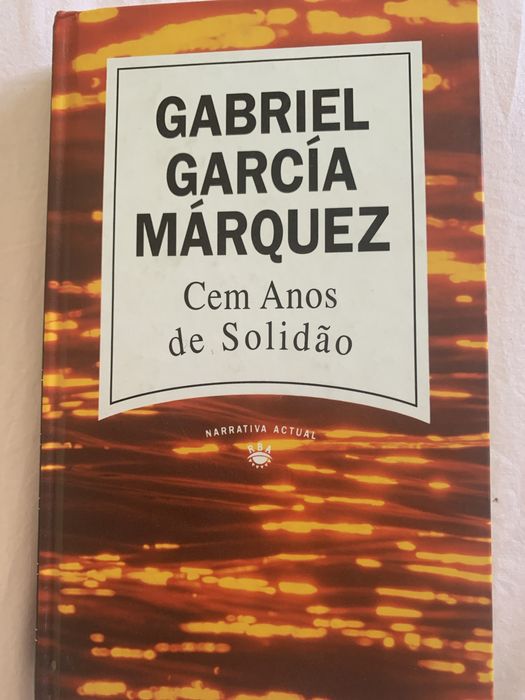 GABRIEL
GARCÍA
MÁRQUEZ
Cem Anos
de Solidão
NARRATIVA ACTUAL
RBA